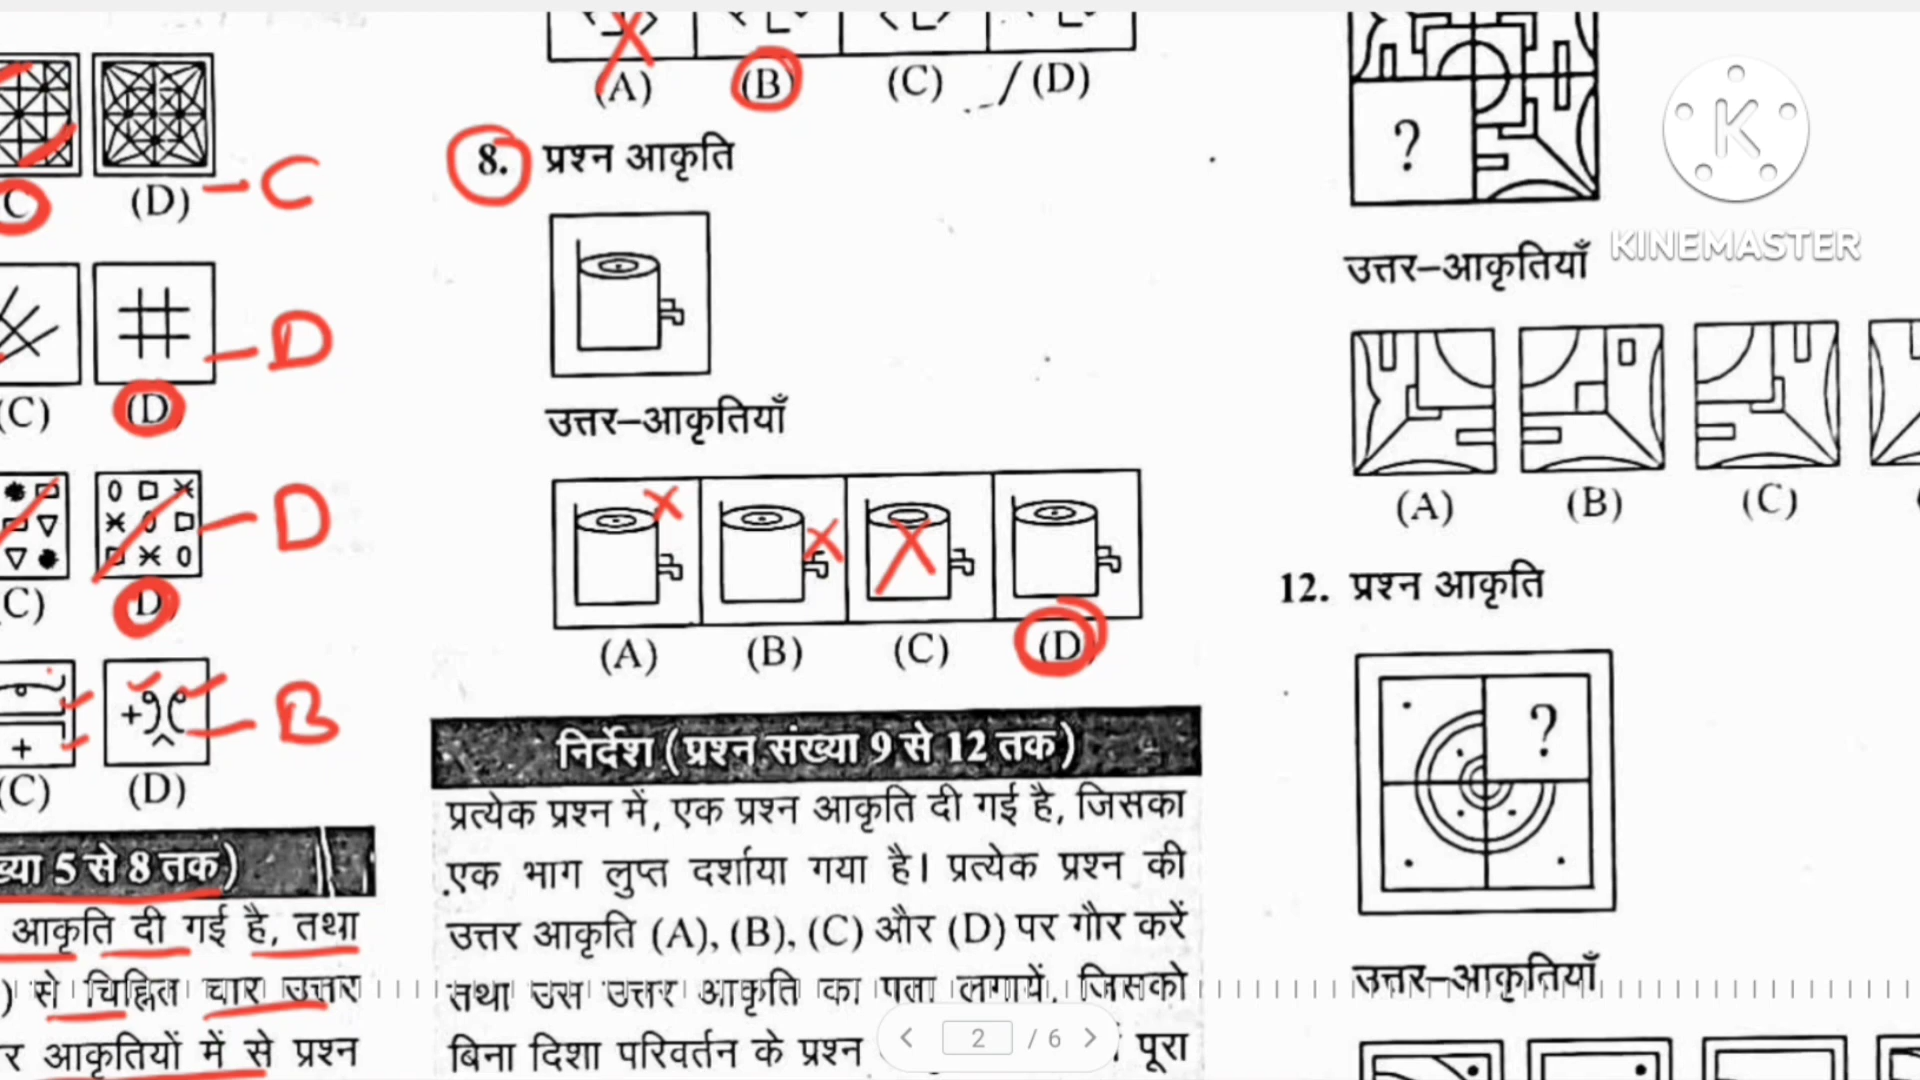 C
(D)
C
(C)
(D)
D
(C)
(D)
D
(C)
(D)
B
ख्या 5 से 8 तक)
आकृति दी गई है, तथा
) से चिह्नित चार उत्तर
र आकृतियों में से प्रश्न
(A)
(B)
(C)
(D)
8. प्रश्न आकृति
उत्तर–आकृतियाँ
(A)
(B)
(C)
(D)
निर्देश (प्रश्न संख्या 9 से 12 तक)
प्रत्येक प्रश्न में, एक प्रश्न आकृति दी गई है, जिसका
एक भाग लुप्त दर्शाया गया है। प्रत्येक प्रश्न की
उत्तर आकृति (A), (B), (C) और (D) पर गौर करें
तथा उस उत्तर आकृति का पता लगायें, जिसको
बिना दिशा परिवर्तन के प्रश्न पूरा
2 / 6
?
उत्तर–आकृतियाँ
(A)
(B)
(C)
12. प्रश्न आकृति
?
उत्तर–आकृतियाँ
K
KINEMASTER